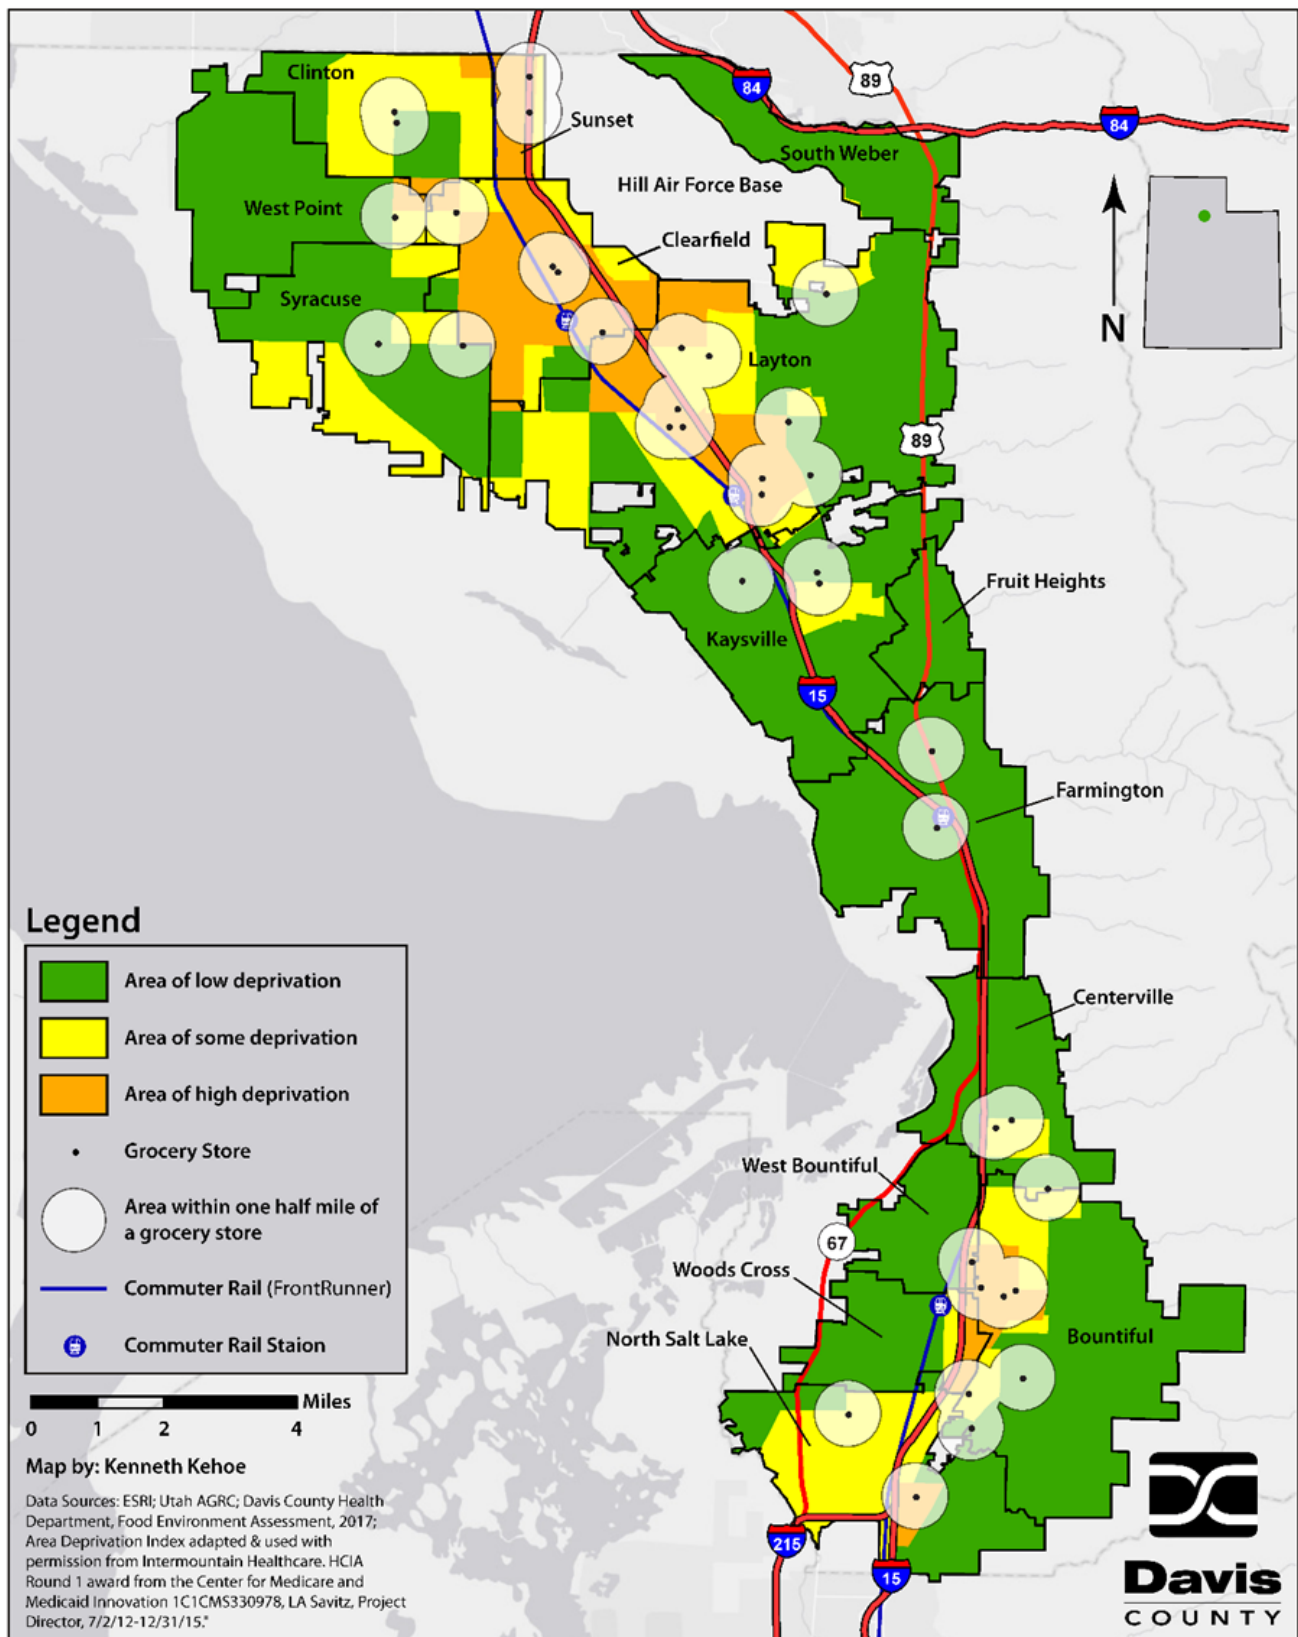 Clinton
84
89
84
Sunset
South Weber
Hill Air Force Base
West Point
Clearfield
Syracuse
N
Layton
89
Fruit Heights
Kaysville
15
Farmington
Legend
Area of low deprivation
Centerville
Area of some deprivation
Area of high deprivation
Grocery Store
West Bountiful
Area within one half mile of
a grocery store
67
Woods Cross
Commuter Rail (FrontRunner)
North Salt Lake
Bountiful
Commuter Rail Staion
Miles
0 1 2 4
Map by: Kenneth Kehoe
Data Sources: ESRI; Utah AGRC; Davis County Health
Department, Food Environment Assessment, 2017;
Area Deprivation Index adapted & used with
permission from Intermountain Healthcare. HCIA
Round 1 award from the Center for Medicare and
Medicaid Innovation 1C1CMS330978, LA Savitz, Project
Director, 7/2/12-12/31/15."
215
15
Davis
COUNTY